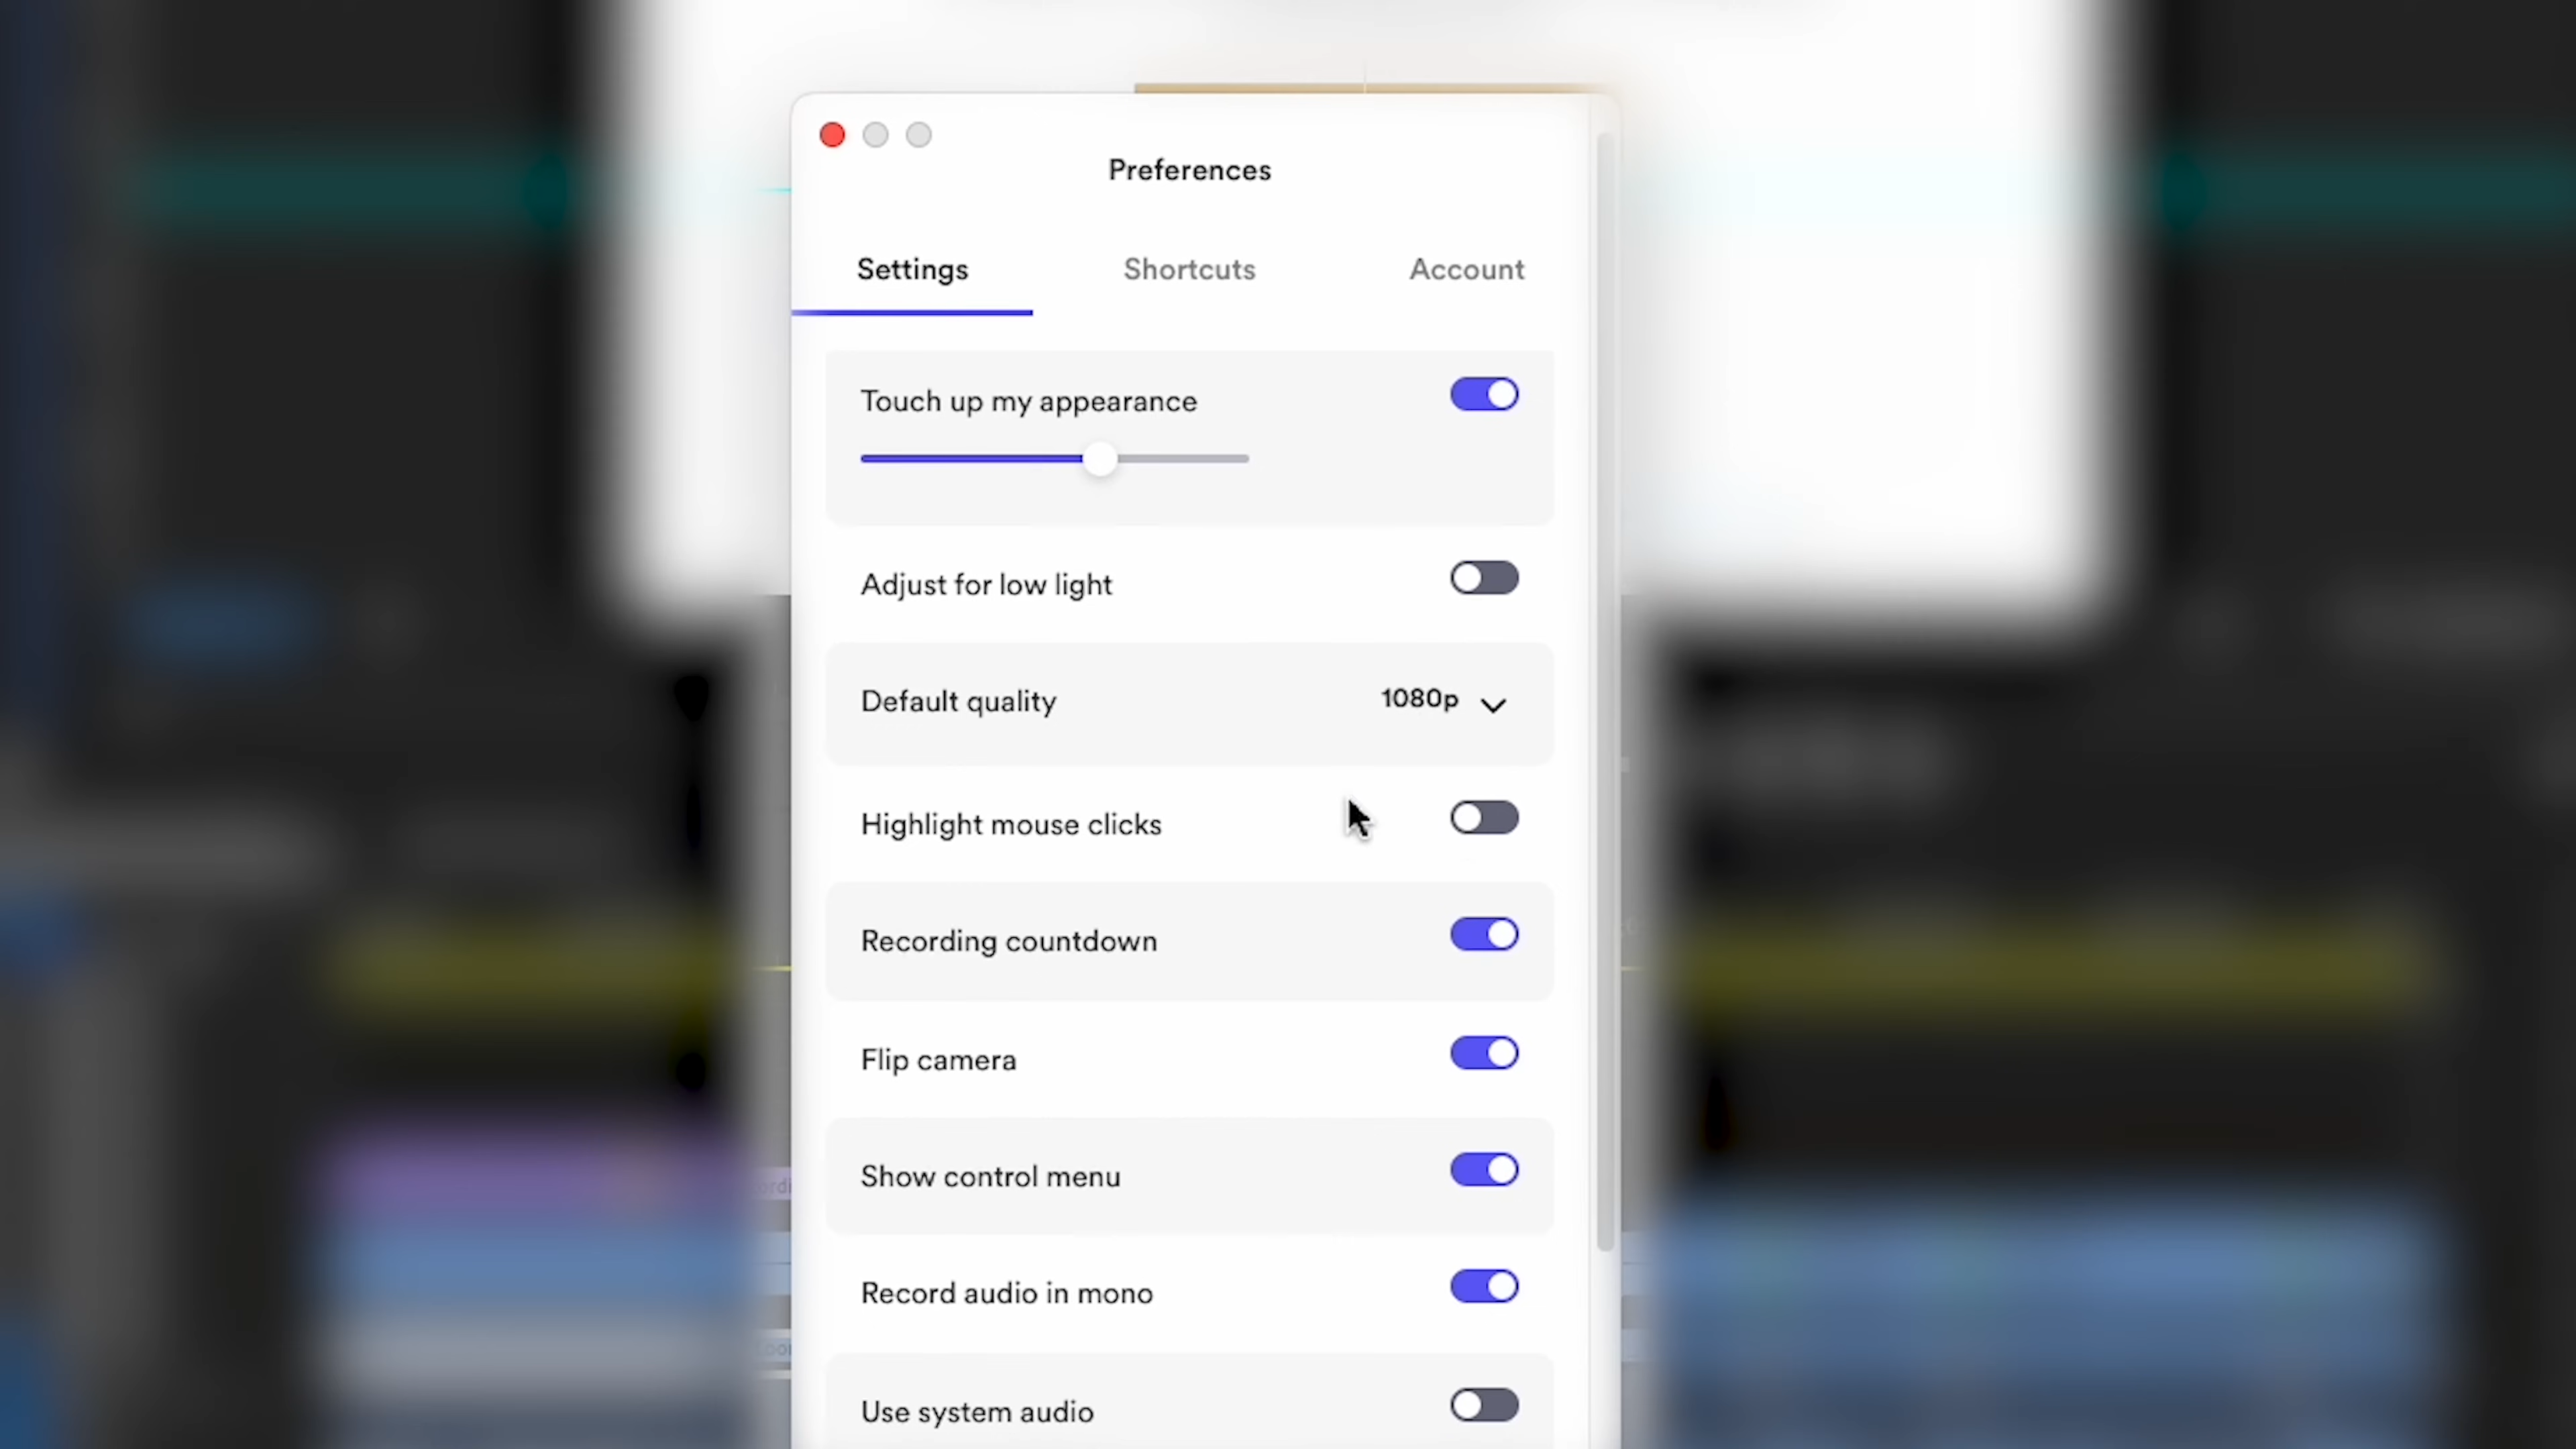 Preferences
Settings
Shortcuts
Account
Touch up my appearance
Adjust for low light
Default quality
1080p
Highlight mouse clicks
Recording countdown
Flip camera
Show control menu
Record audio in mono
Use system audio